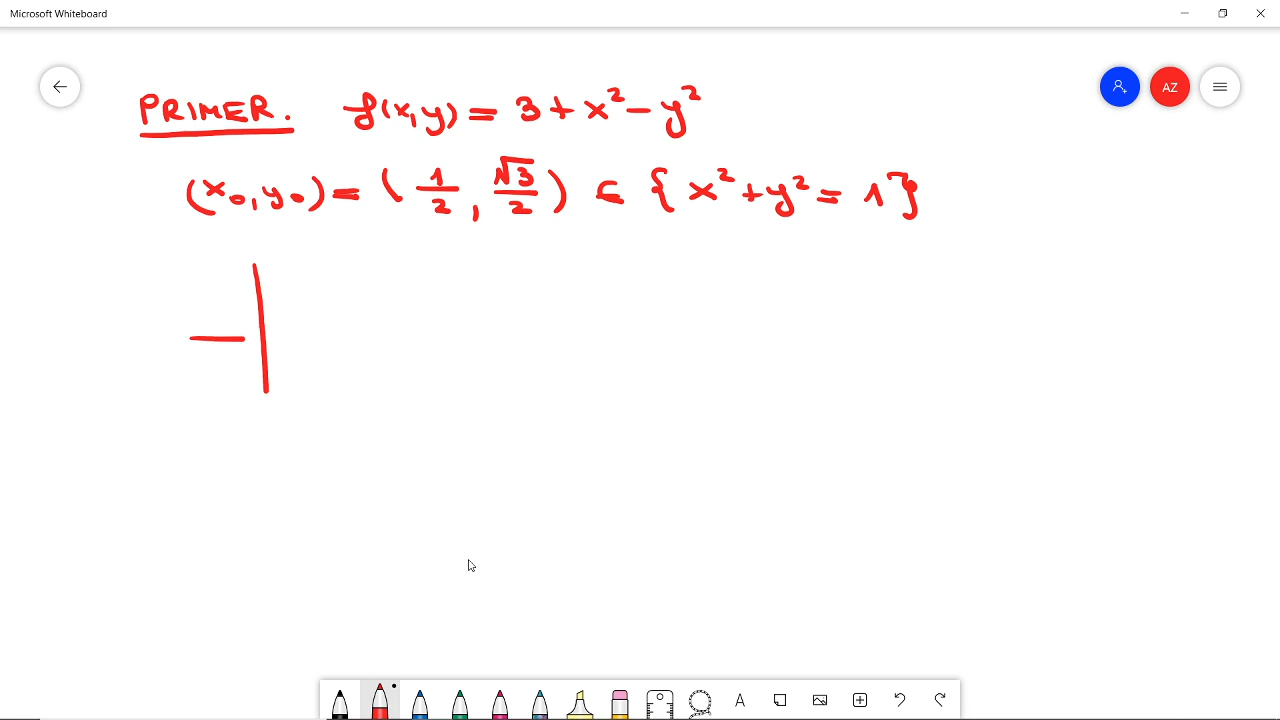 Microsoft Whiteboard
AZ
PRIMER. f(x,y) = 3 + x² − y²
(x₀,y₀) = (1/2, √3/2) ∈ { x² + y² = 1 }
A